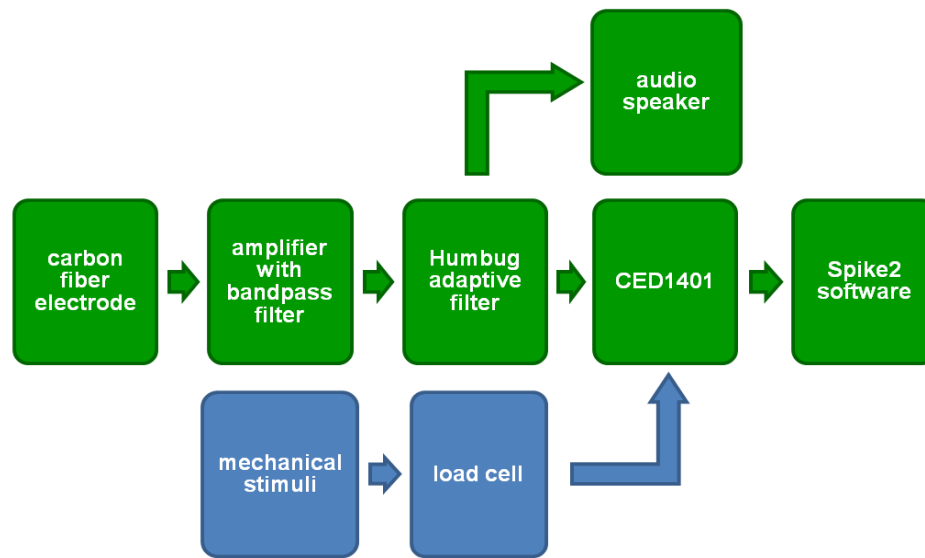 audio
speaker
carbon
fiber
electrode
amplifier
with
bandpass
filter
Humbug
adaptive
filter
CED1401
Spike2
software
mechanical
stimuli
load cell